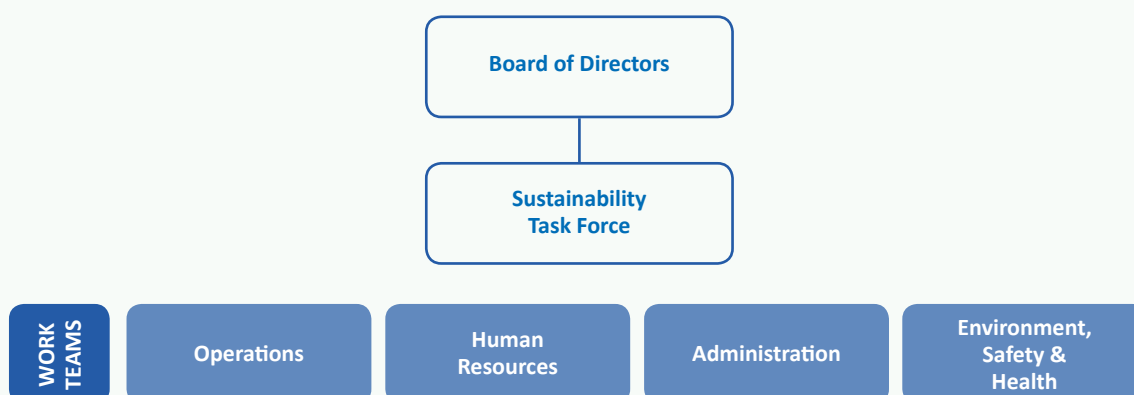 Board of Directors
Sustainability
Task Force
WORK
TEAMS
Operations
Human
Resources
Administration
Environment,
Safety &
Health